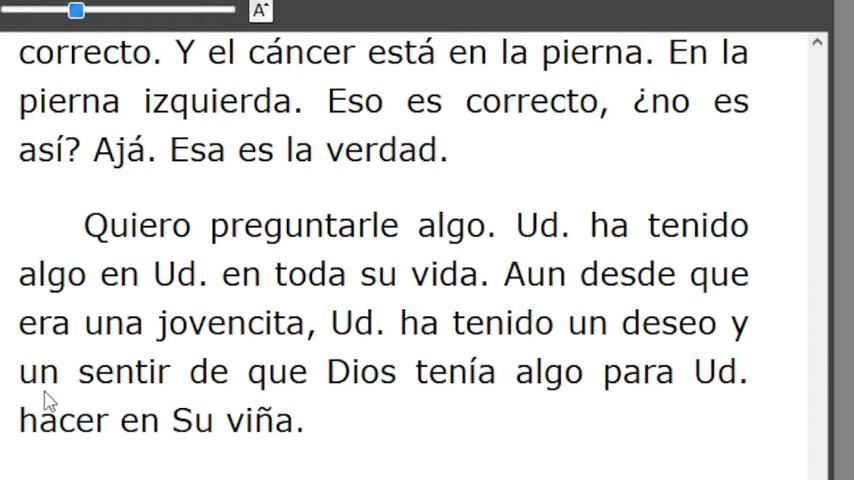 A
correcto. Y el cáncer está en la pierna. En la
pierna izquierda. Eso es correcto, ¿no es
así? Ajá. Esa es la verdad.
Quiero preguntarle algo. Ud. ha tenido
algo en Ud. en toda su vida. Aun desde que
era una jovencita, Ud. ha tenido un deseo y
un sentir de que Dios tenía algo para Ud.
hacer en Su viña.